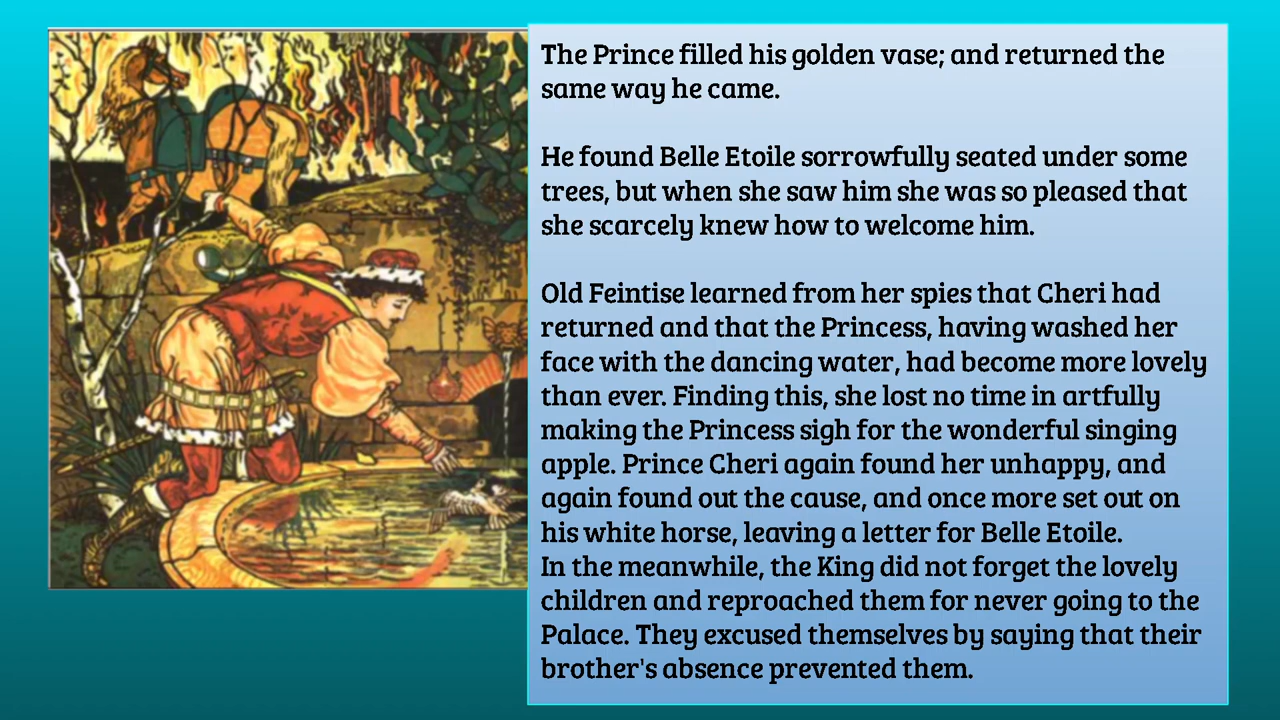 The Prince filled his golden vase; and returned the
same way he came.
He found Belle Etoile sorrowfully seated under some
trees, but when she saw him she was so pleased that
she scarcely knew how to welcome him.
Old Feintise learned from her spies that Cheri had
returned and that the Princess, having washed her
face with the dancing water, had become more lovely
than ever. Finding this, she lost no time in artfully
making the Princess sigh for the wonderful singing
apple. Prince Cheri again found her unhappy, and
again found out the cause, and once more set out on
his white horse, leaving a letter for Belle Etoile.
In the meanwhile, the King did not forget the lovely
children and reproached them for never going to the
Palace. They excused themselves by saying that their
brother's absence prevented them.